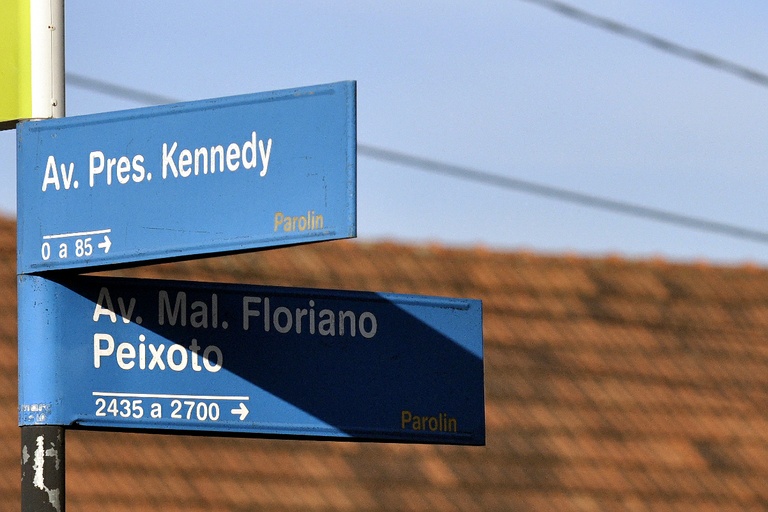 Av. Pres. Kennedy
Parolin
0 a 85 →
Av. Mal. Floriano
Peixoto
2435 a 2700 →
Parolin